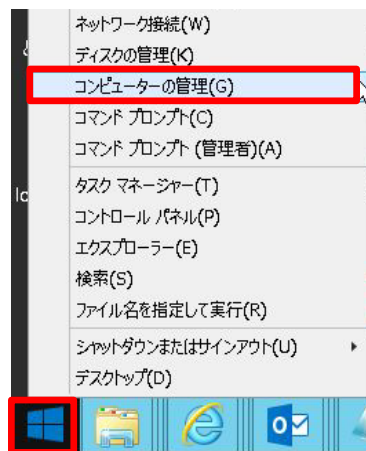 ネットワーク接続(W)
ディスクの管理(K)
コンピューターの管理(G)
コマンド プロンプト(C)
コマンド プロンプト (管理者)(A)
タスク マネージャー(T)
コントロール パネル(P)
エクスプローラー(E)
検索(S)
ファイル名を指定して実行(R)
シャットダウンまたはサインアウト(U)
デスクトップ(D)